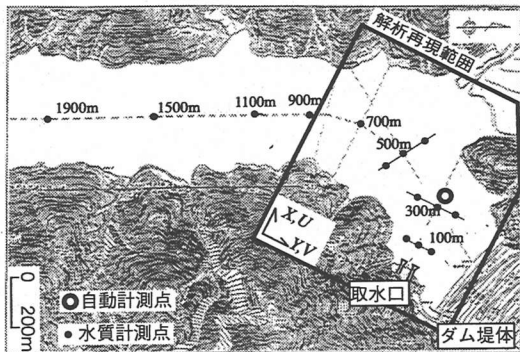 解析再現範囲
1900m
1500m
1100m
900m
700m
500m
300m
100m
X,U
Y,V
取水口
ダム堤体
0
200m
自動計測点
水質計測点